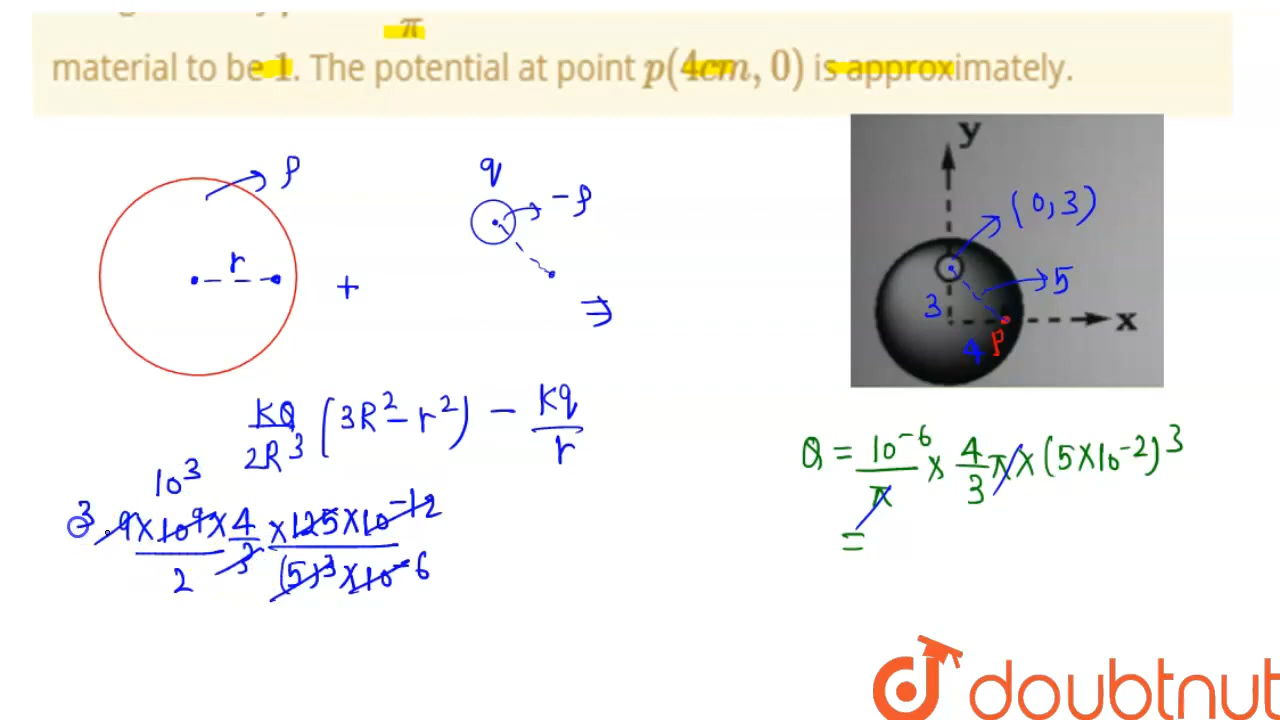 π
material to be 1. The potential at point p(4cm, 0) is approximately.
ρ
r
+
q
-ρ
⇒
y
(0,3)
5
3
x
4 P
KQ/2R³ (3R² - r²) - Kq/r
10³
3 9×10⁹×4/3×125×10⁻¹²
2 (5)³×10⁻⁶
Q = 10⁻⁶/π × 4/3 π × (5×10⁻²)³
=
doubtnut